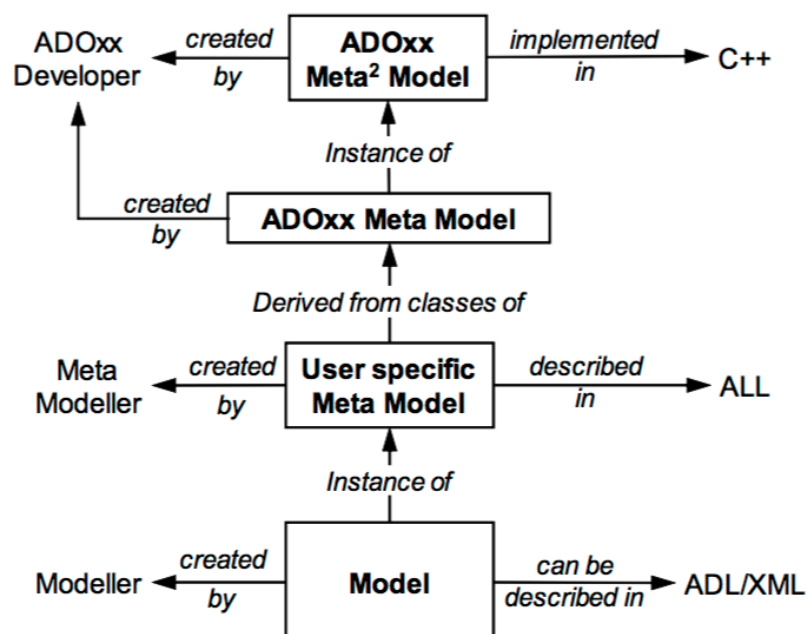 ADOxx
Developer
created
by
ADOxx
Meta² Model
implemented
in
C++
Instance of
created
by
ADOxx Meta Model
Derived from classes of
Meta
Modeller
created
by
User specific
Meta Model
described
in
ALL
Instance of
Modeller
created
by
Model
can be
described in
ADL/XML